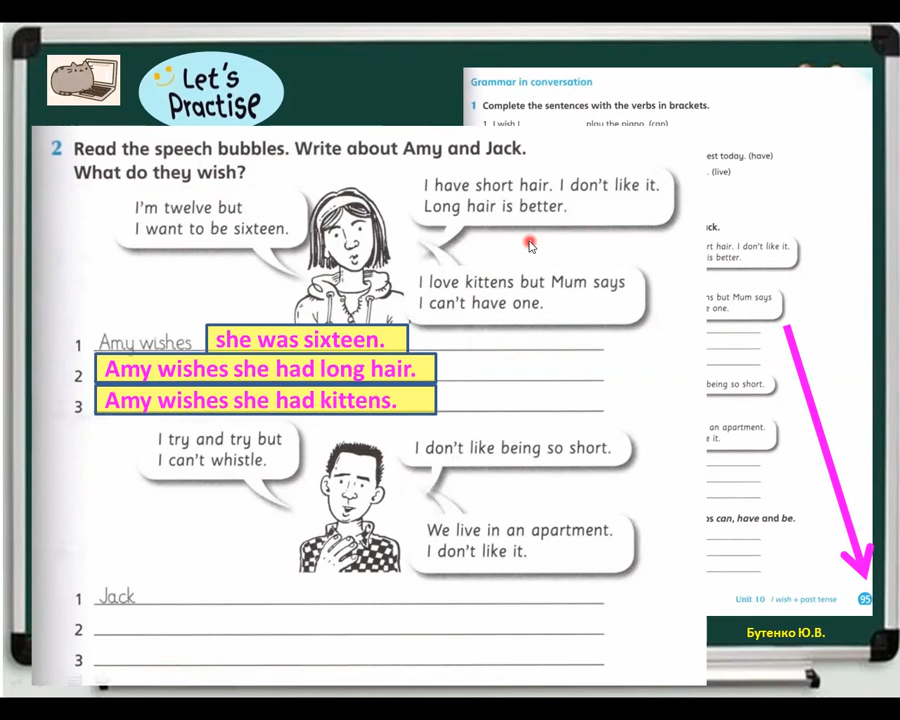 Let's
Practise
Grammar in conversation
1 Complete the sentences with the verbs in brackets.
1 I wish I play the piano. (can)
est today. (have)
. (live)
ck.
rt hair. I don't like it.
is better.
ns but Mum says
e one.
being so short.
an apartment.
e it.
os can, have and be.
Unit 10 I wish + past tense 95
Бутенко Ю.В.
2 Read the speech bubbles. Write about Amy and Jack.
What do they wish?
I'm twelve but
I want to be sixteen.
I have short hair. I don't like it.
Long hair is better.
I love kittens but Mum says
I can't have one.
1 Amy wishes she was sixteen.
2 Amy wishes she had long hair.
3 Amy wishes she had kittens.
I try and try but
I can't whistle.
I don't like being so short.
We live in an apartment.
I don't like it.
1 Jack
2
3